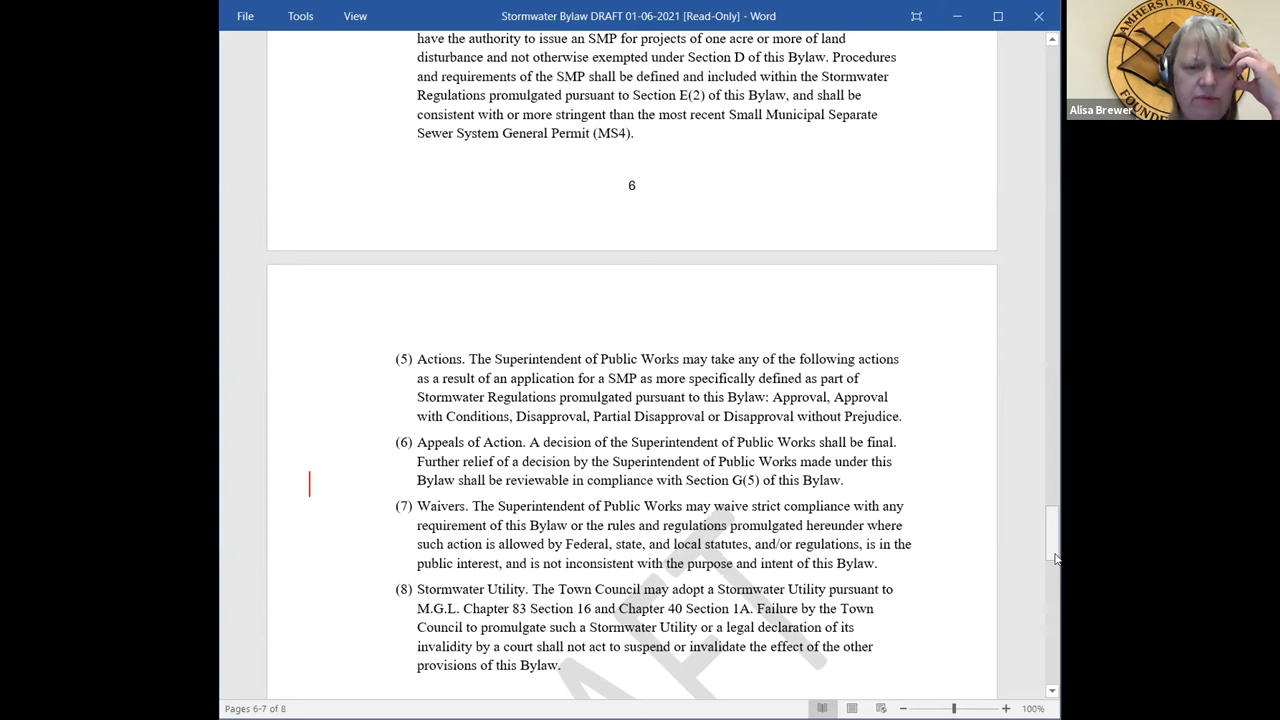 File Tools View Stormwater Bylaw DRAFT 01-06-2021 [Read-Only] - Word
have the authority to issue an SMP for projects of one acre or more of land
disturbance and not otherwise exempted under Section D of this Bylaw. Procedures
and requirements of the SMP shall be defined and included within the Stormwater
Regulations promulgated pursuant to Section E(2) of this Bylaw, and shall be
consistent with or more stringent than the most recent Small Municipal Separate
Sewer System General Permit (MS4).
6
(5) Actions. The Superintendent of Public Works may take any of the following actions
as a result of an application for a SMP as more specifically defined as part of
Stormwater Regulations promulgated pursuant to this Bylaw: Approval, Approval
with Conditions, Disapproval, Partial Disapproval or Disapproval without Prejudice.
(6) Appeals of Action. A decision of the Superintendent of Public Works shall be final.
Further relief of a decision by the Superintendent of Public Works made under this
Bylaw shall be reviewable in compliance with Section G(5) of this Bylaw.
(7) Waivers. The Superintendent of Public Works may waive strict compliance with any
requirement of this Bylaw or the rules and regulations promulgated hereunder where
such action is allowed by Federal, state, and local statutes, and/or regulations, is in the
public interest, and is not inconsistent with the purpose and intent of this Bylaw.
(8) Stormwater Utility. The Town Council may adopt a Stormwater Utility pursuant to
M.G.L. Chapter 83 Section 16 and Chapter 40 Section 1A. Failure by the Town
Council to promulgate such a Stormwater Utility or a legal declaration of its
invalidity by a court shall not act to suspend or invalidate the effect of the other
provisions of this Bylaw.
Pages 6-7 of 8
100%
AMHERST, MASSACH
Alisa Brewer
FOUNDE